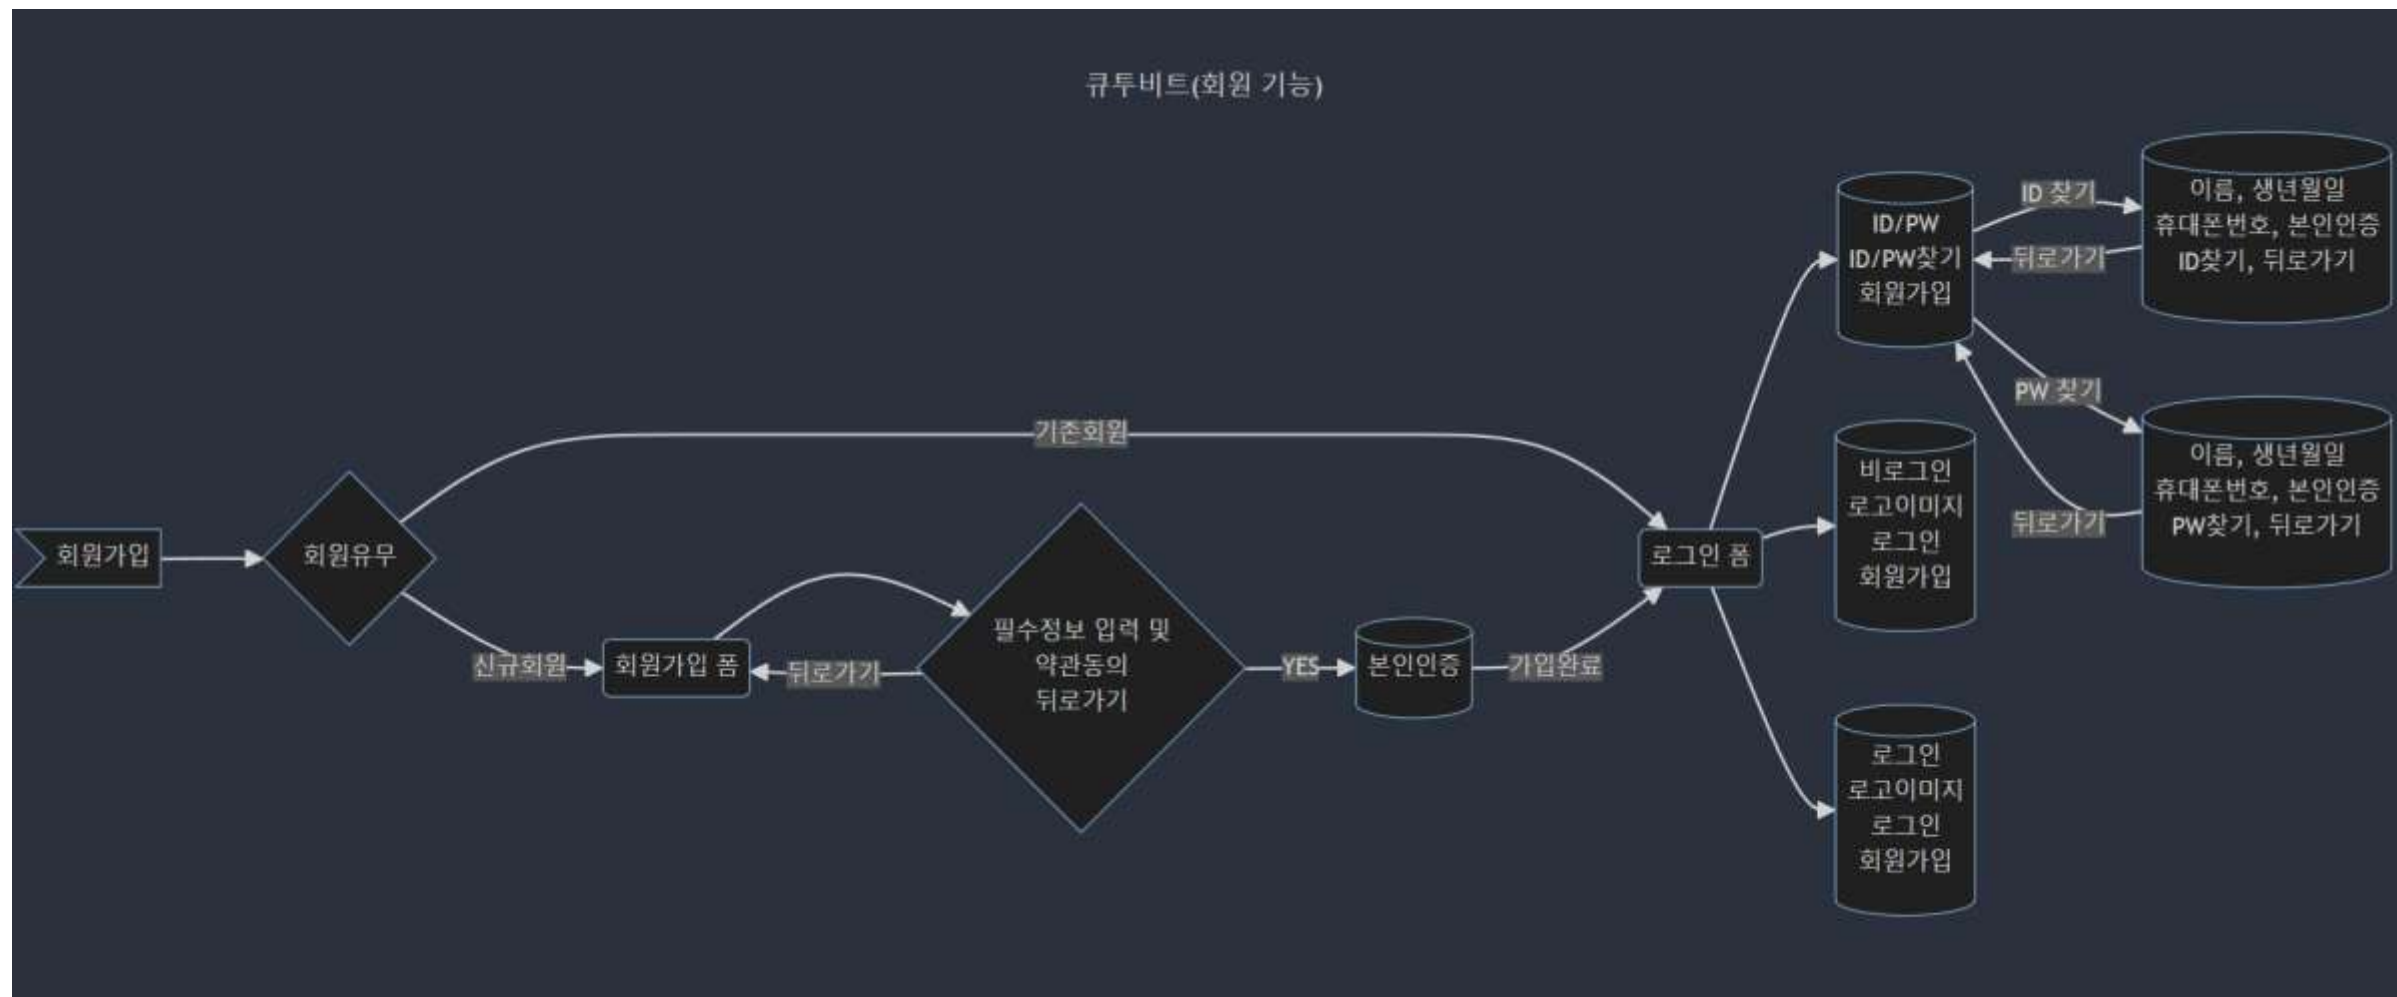 큐투비트(회원 기능)
회원가입
회원유무
기존회원
신규회원
회원가입 폼
뒤로가기
필수정보 입력 및
약관동의
뒤로가기
YES
본인인증
가입완료
로그인 폼
ID/PW
ID/PW찾기
회원가입
ID 찾기
뒤로가기
이름, 생년월일
휴대폰번호, 본인인증
ID찾기, 뒤로가기
PW 찾기
뒤로가기
이름, 생년월일
휴대폰번호, 본인인증
PW찾기, 뒤로가기
비로그인
로고이미지
로그인
회원가입
로그인
로고이미지
로그인
회원가입